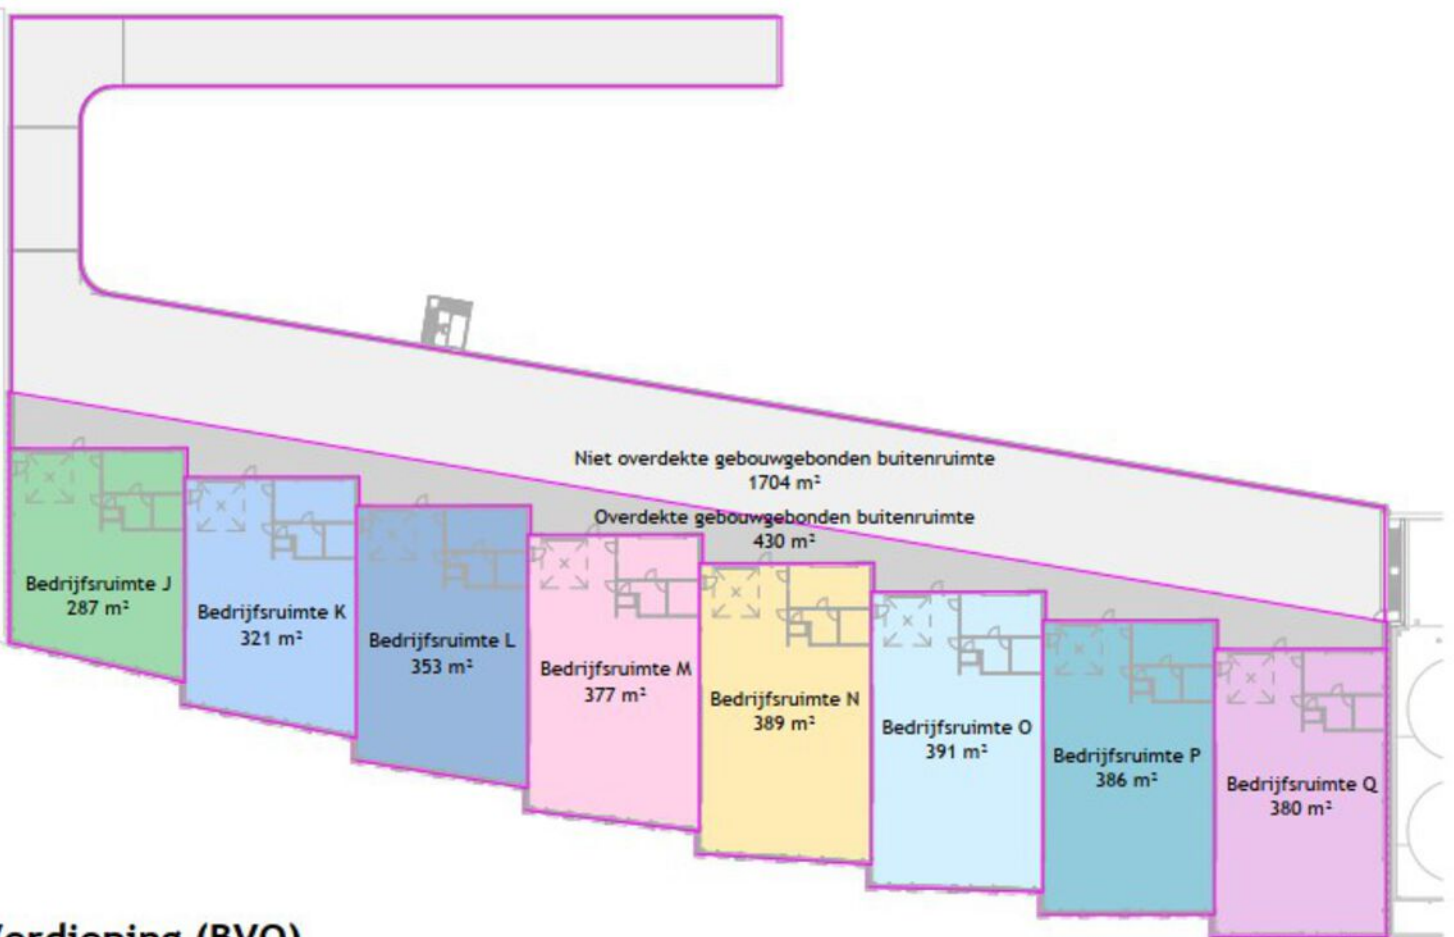 Niet overdekte gebouwgebonden buitenruimte
1704 m²
Overdekte gebouwgebonden buitenruimte
430 m²
Bedrijfsruimte J
287 m²
Bedrijfsruimte K
321 m²
Bedrijfsruimte L
353 m²
Bedrijfsruimte M
377 m²
Bedrijfsruimte N
389 m²
Bedrijfsruimte O
391 m²
Bedrijfsruimte P
386 m²
Bedrijfsruimte Q
380 m²
(BVO)